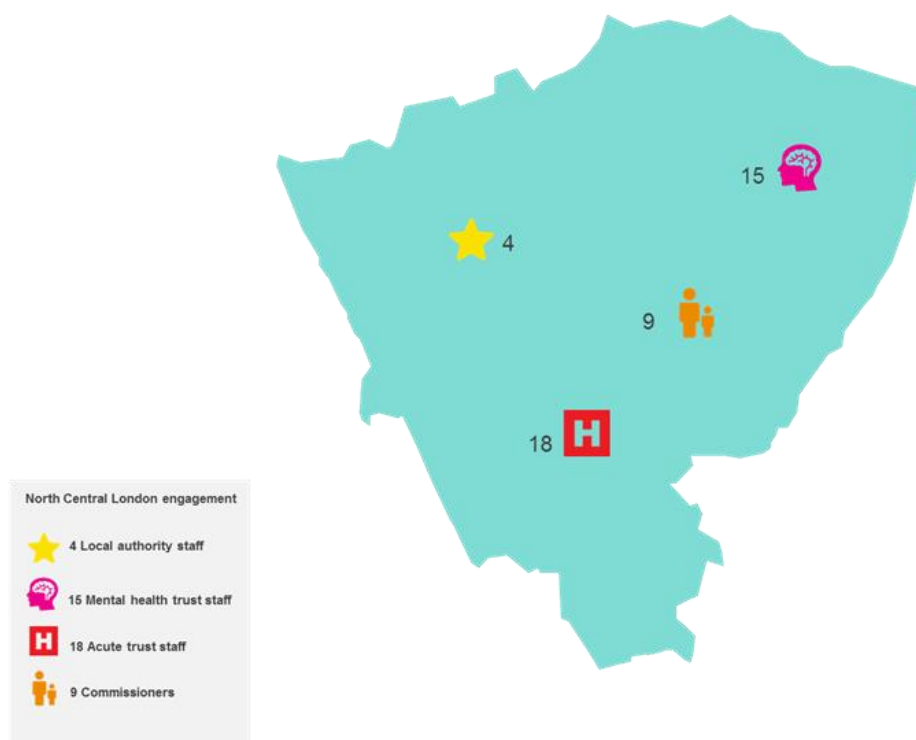 15
4
9
18
H
North Central London engagement
4 Local authority staff
15 Mental health trust staff
H
18 Acute trust staff
9 Commissioners